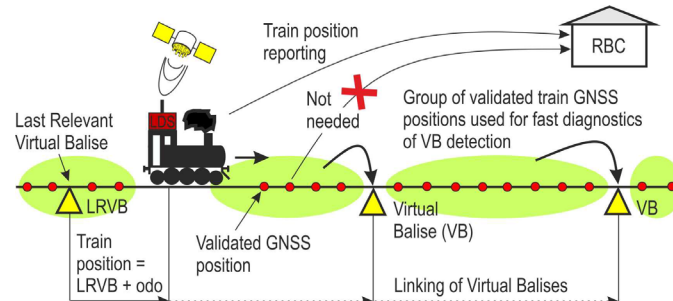 Train position
reporting
RBC
Not
needed
Group of validated train GNSS
positions used for fast diagnostics
of VB detection
Last Relevant
Virtual Balise
LDS
LRVB
Validated GNSS
position
Virtual
Balise (VB)
VB
Train
position =
LRVB + odo
Linking of Virtual Balises